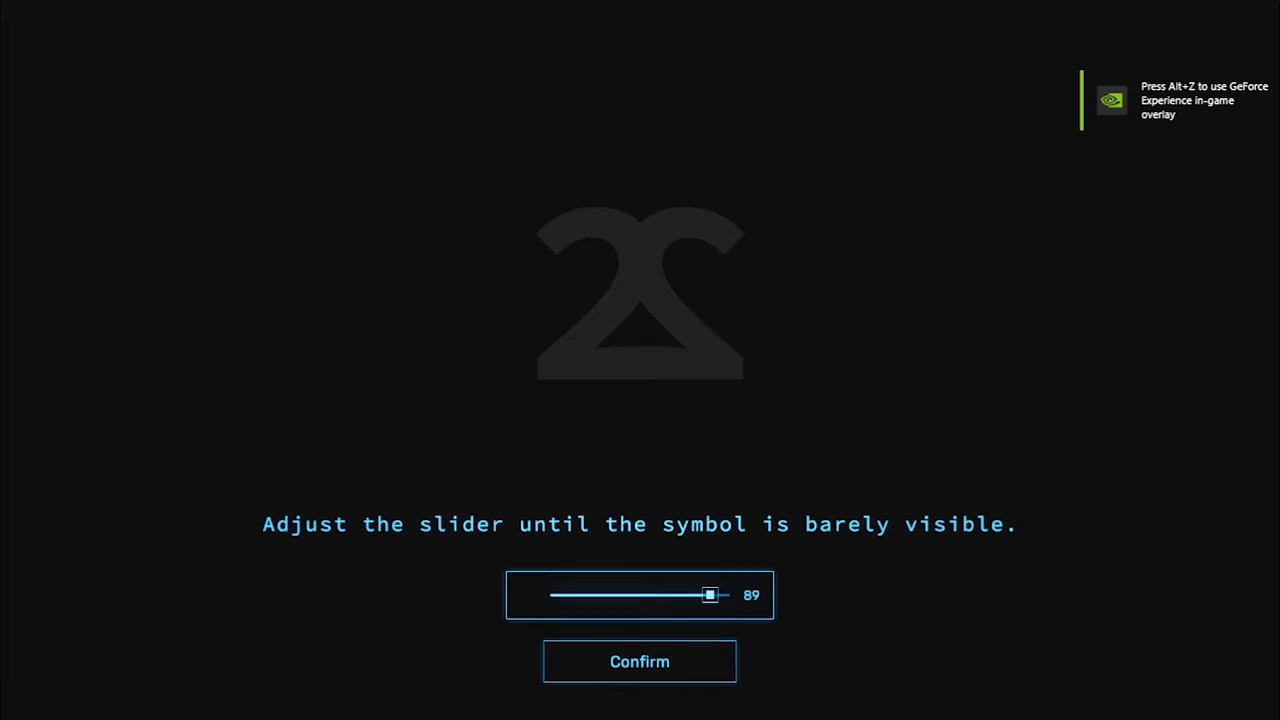 Press Alt+Z to use GeForce
Experience in-game
overlay
Adjust the slider until the symbol is barely visible.
89
Confirm